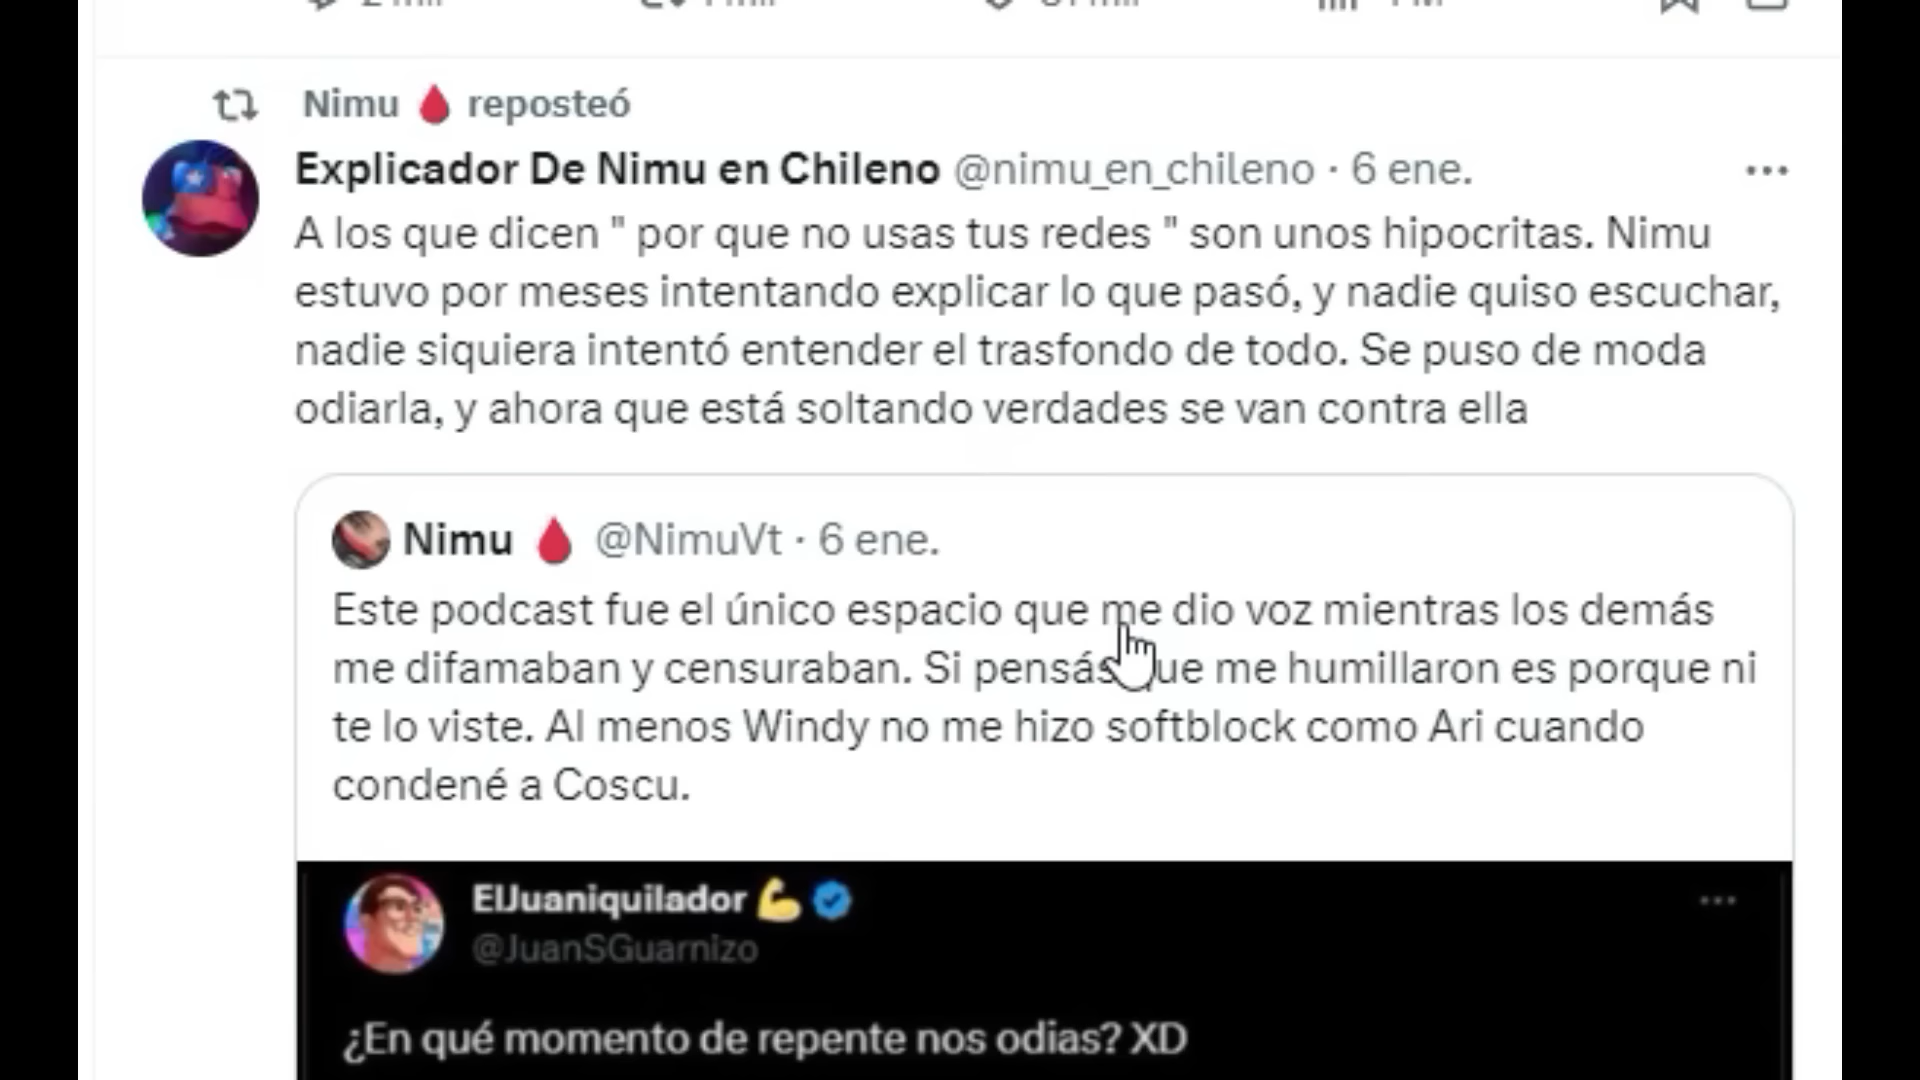 Nimu reposteó
Explicador De Nimu en Chileno @nimu_en_chileno · 6 ene.
A los que dicen " por que no usas tus redes " son unos hipocritas. Nimu
estuvo por meses intentando explicar lo que pasó, y nadie quiso escuchar,
nadie siquiera intentó entender el trasfondo de todo. Se puso de moda
odiarla, y ahora que está soltando verdades se van contra ella
Nimu @NimuVt · 6 ene.
Este podcast fue el único espacio que me dio voz mientras los demás
me difamaban y censuraban. Si pensás que me humillaron es porque ni
te lo viste. Al menos Windy no me hizo softblock como Ari cuando
condené a Coscu.
ElJuaniquilador
@JuanSGuarnizo
¿En qué momento de repente nos odias? XD